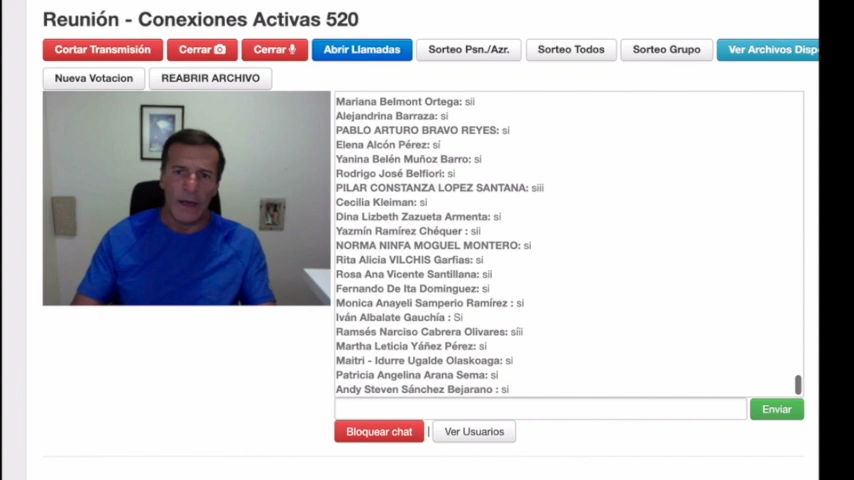 Reunión - Conexiones Activas 520
Cortar Transmisión Cerrar Cerrar Abrir Llamadas Sorteo Psn./Azr. Sorteo Todos Sorteo Grupo Ver Archivos Disp
Nueva Votacion REABRIR ARCHIVO
Mariana Belmont Ortega: sii
Alejandrina Barraza: si
PABLO ARTURO BRAVO REYES: si
Elena Alcón Pérez: sí
Yanina Belén Muñoz Barro: si
Rodrigo José Belfiori: si
PILAR CONSTANZA LOPEZ SANTANA: siii
Cecilia Kleiman: si
Dina Lizbeth Zazueta Armenta: si
Yazmín Ramírez Chéquer : sii
NORMA NINFA MOGUEL MONTERO: si
Rita Alicia VILCHIS Garfias: si
Rosa Ana Vicente Santillana: sii
Fernando De Ita Dominguez: si
Monica Anayeli Samperio Ramírez : si
Iván Albalate Gauchía : Si
Ramsés Narciso Cabrera Olivares: síii
Martha Leticia Yáñez Pérez: si
Maitri - Idurre Ugalde Olaskoaga: si
Patricia Angelina Arana Sema: si
Andy Steven Sánchez Bejarano : si
Enviar
Bloquear chat | Ver Usuarios